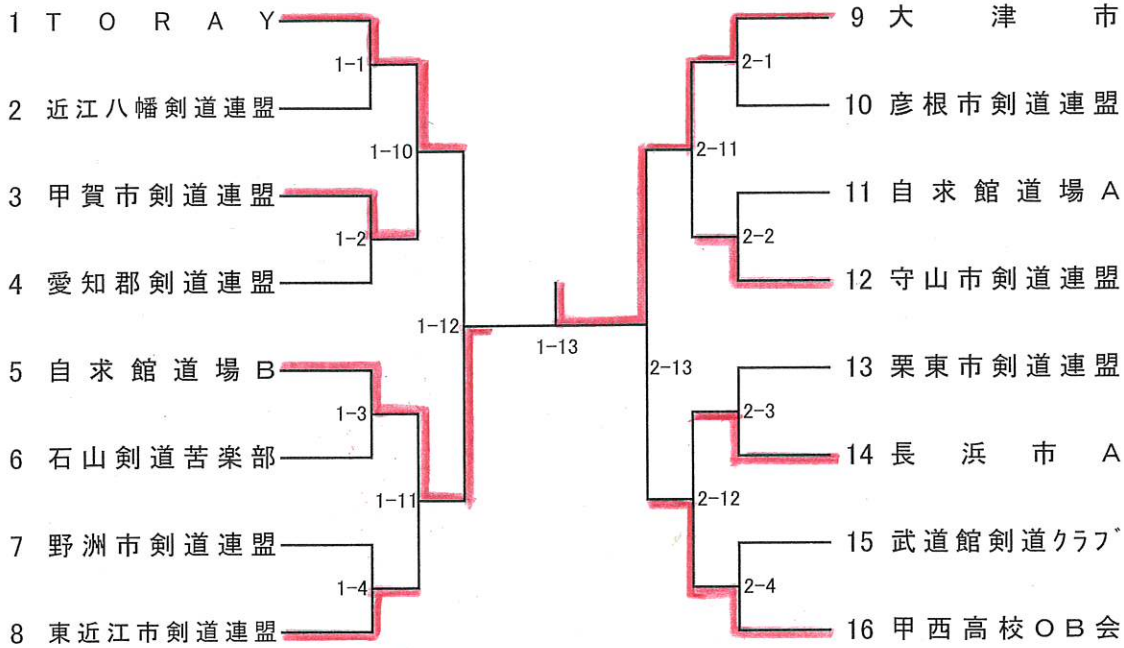 1 TORAY
2 近江八幡剣道連盟
3 甲賀市剣道連盟
4 愛知郡剣道連盟
5 自求館道場B
6 石山剣道苦楽部
7 野洲市剣道連盟
8 東近江市剣道連盟
1-1
1-2
1-3
1-4
1-10
1-11
1-12
1-13
2-13
2-11
2-12
2-1
2-2
2-3
2-4
9 大津市
10 彦根市剣道連盟
11 自求館道場A
12 守山市剣道連盟
13 栗東市剣道連盟
14 長浜市A
15 武道館剣道クラブ
16 甲西高校OB会